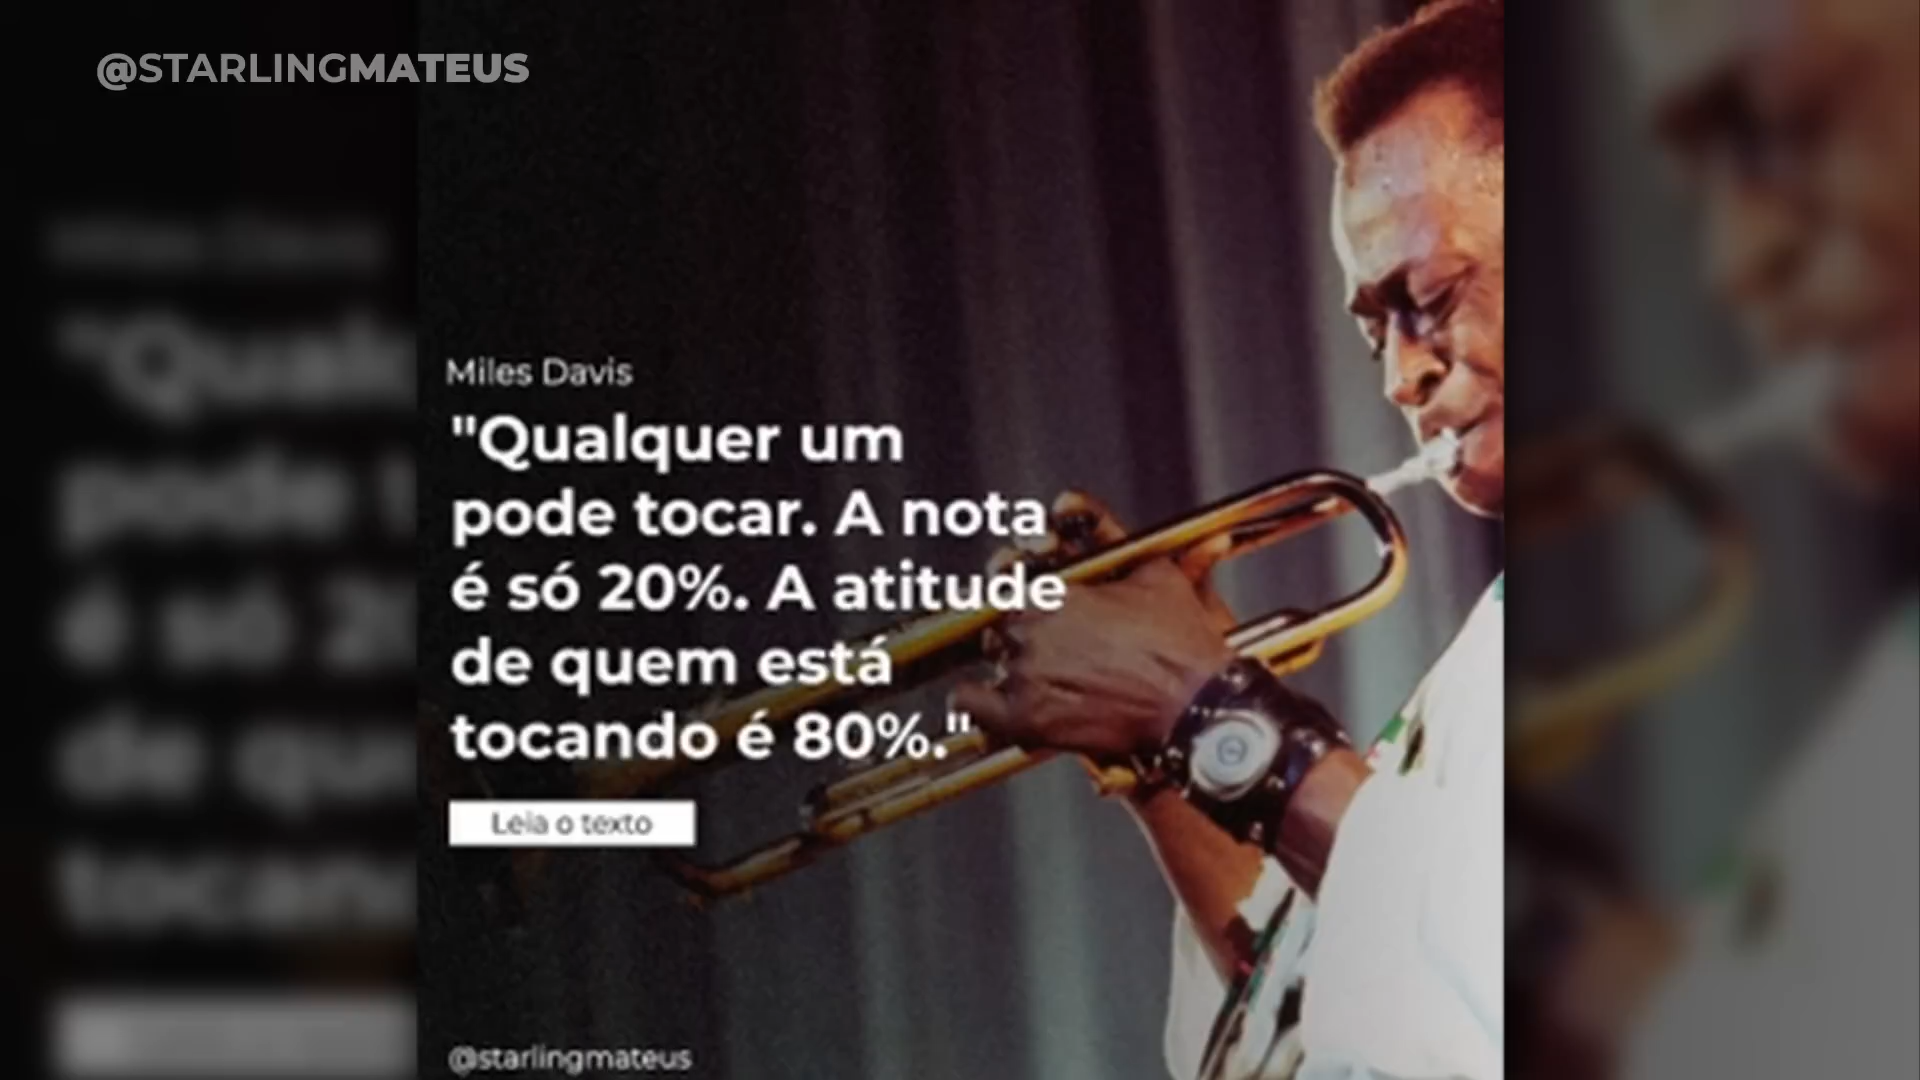 @STARLINGMATEUS
Miles Davis
"Qualquer um
pode tocar. A nota
é só 20%. A atitude
de quem está
tocando é 80%."
Leia o texto
@starlingmateus